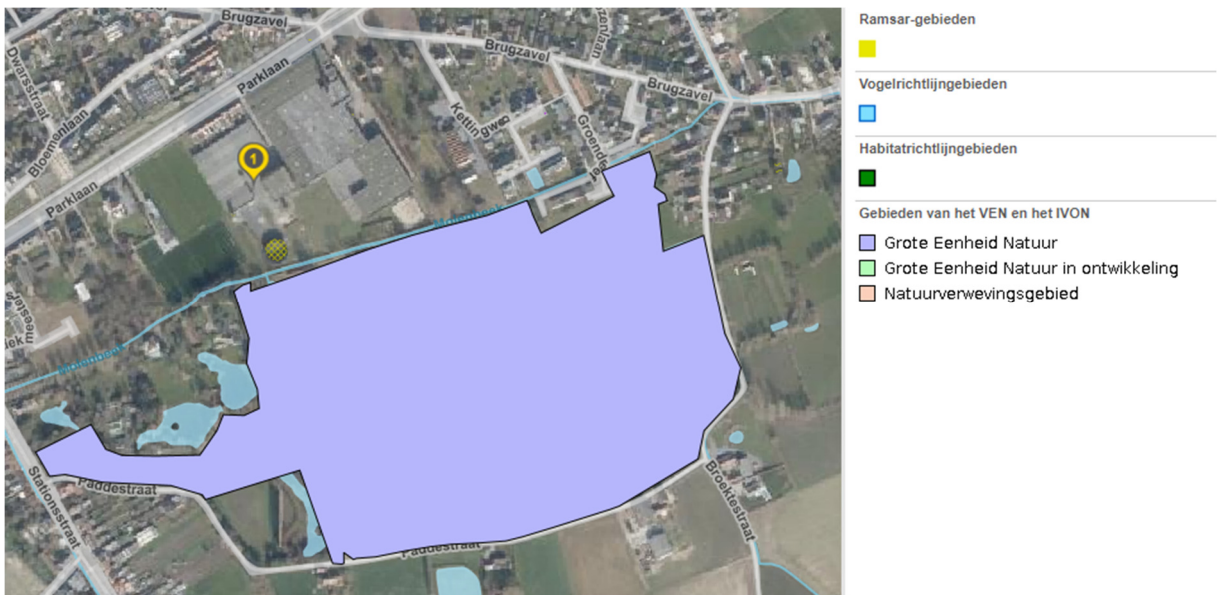 Brugzavel
Dwarsstraat
Bloemenlaan
Parklaan
Brugzavel
Kettingweg
Brugzavel
Parklaan
1
Paddestraat
Stationsstraat
Paddestraat
Broekestraat
Ramsar-gebieden
Vogelrichtlijngebieden
Habitatrichtlijngebieden
Gebieden van het VEN en het IVON
Grote Eenheid Natuur
Grote Eenheid Natuur in ontwikkeling
Natuurverwevingsgebied